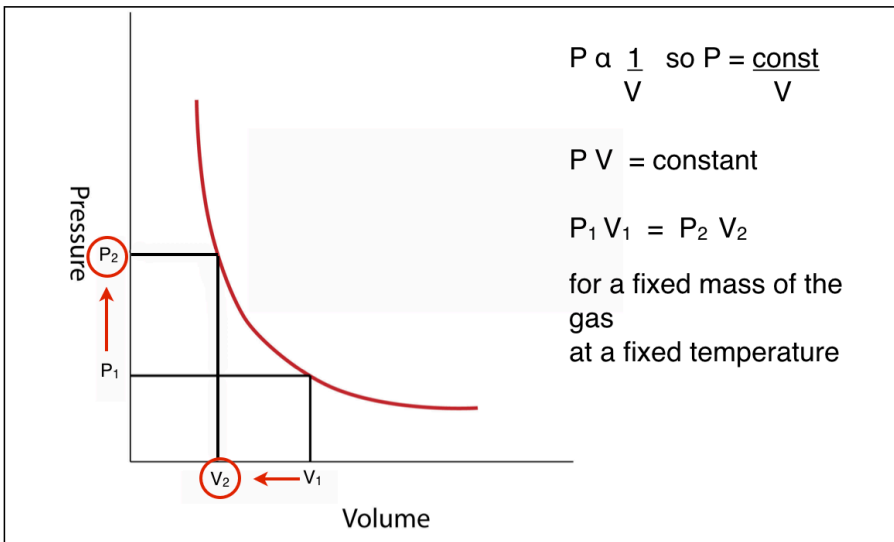 P α 1 so P = const
V V
P V = constant
P₁ V₁ = P₂ V₂
for a fixed mass of the
gas
at a fixed temperature
Pressure
P₂
P₁
V₂
V₁
Volume